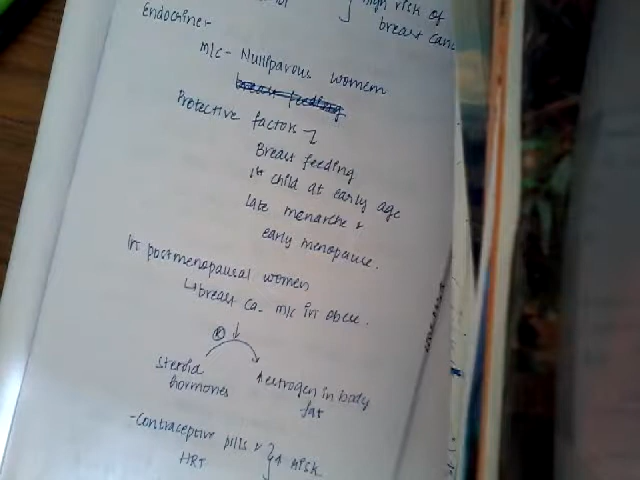 high risk of
Endocrine:-
breast canc
m/c - Nulliparous women
breast feeding
Protective factors
Breast feeding
1st child at early age
late menarche &
early menopause.
In postmenopausal women
↳ breast ca. m/c in obese.
steroid
hormones
↑ estrogen in body
fat
- Contraceptive pills &
HRT
} ↑ risk